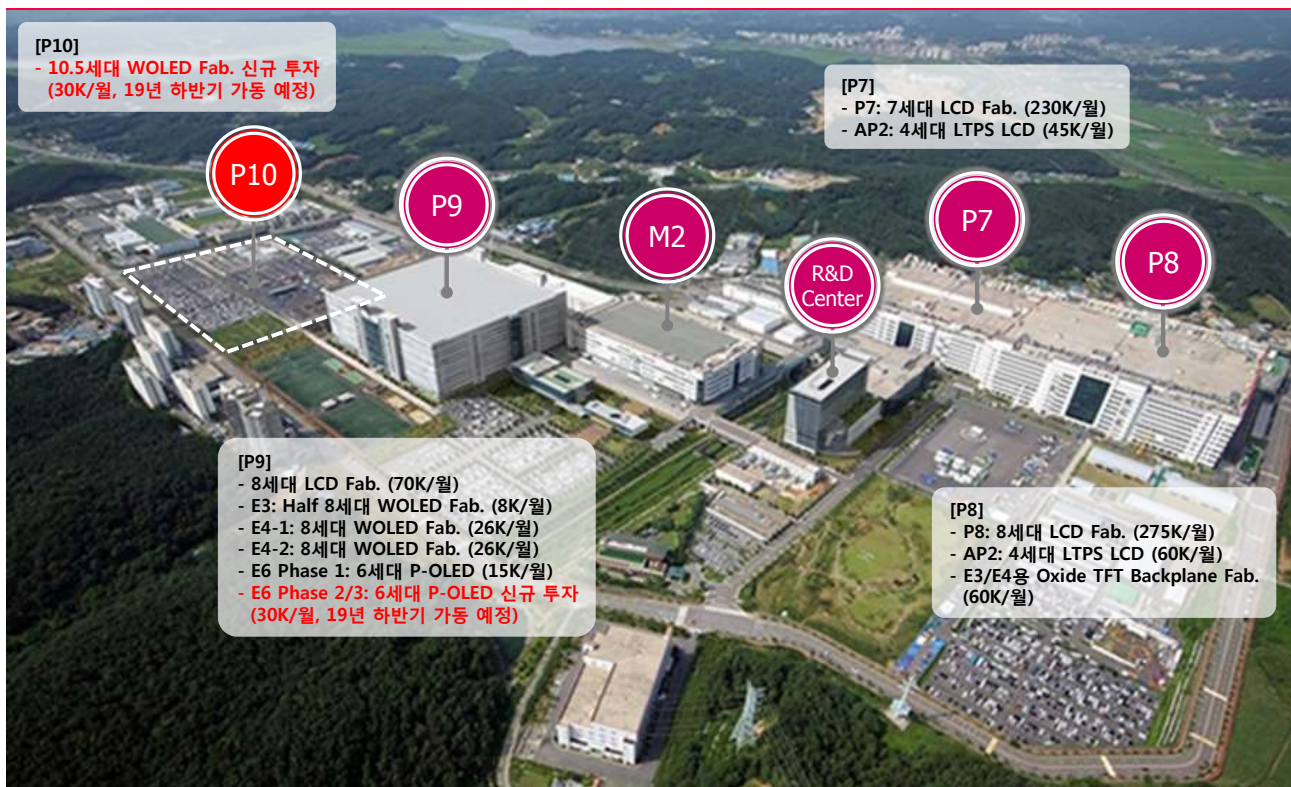 [P10]
- 10.5세대 WOLED Fab. 신규 투자
(30K/월, 19년 하반기 가동 예정)
[P7]
- P7: 7세대 LCD Fab. (230K/월)
- AP2: 4세대 LTPS LCD (45K/월)
P10
P9
M2
R&D
Center
P7
P8
[P9]
- 8세대 LCD Fab. (70K/월)
- E3: Half 8세대 WOLED Fab. (8K/월)
- E4-1: 8세대 WOLED Fab. (26K/월)
- E4-2: 8세대 WOLED Fab. (26K/월)
- E6 Phase 1: 6세대 P-OLED (15K/월)
- E6 Phase 2/3: 6세대 P-OLED 신규 투자
(30K/월, 19년 하반기 가동 예정)
[P8]
- P8: 8세대 LCD Fab. (275K/월)
- AP2: 4세대 LTPS LCD (60K/월)
- E3/E4용 Oxide TFT Backplane Fab.
(60K/월)